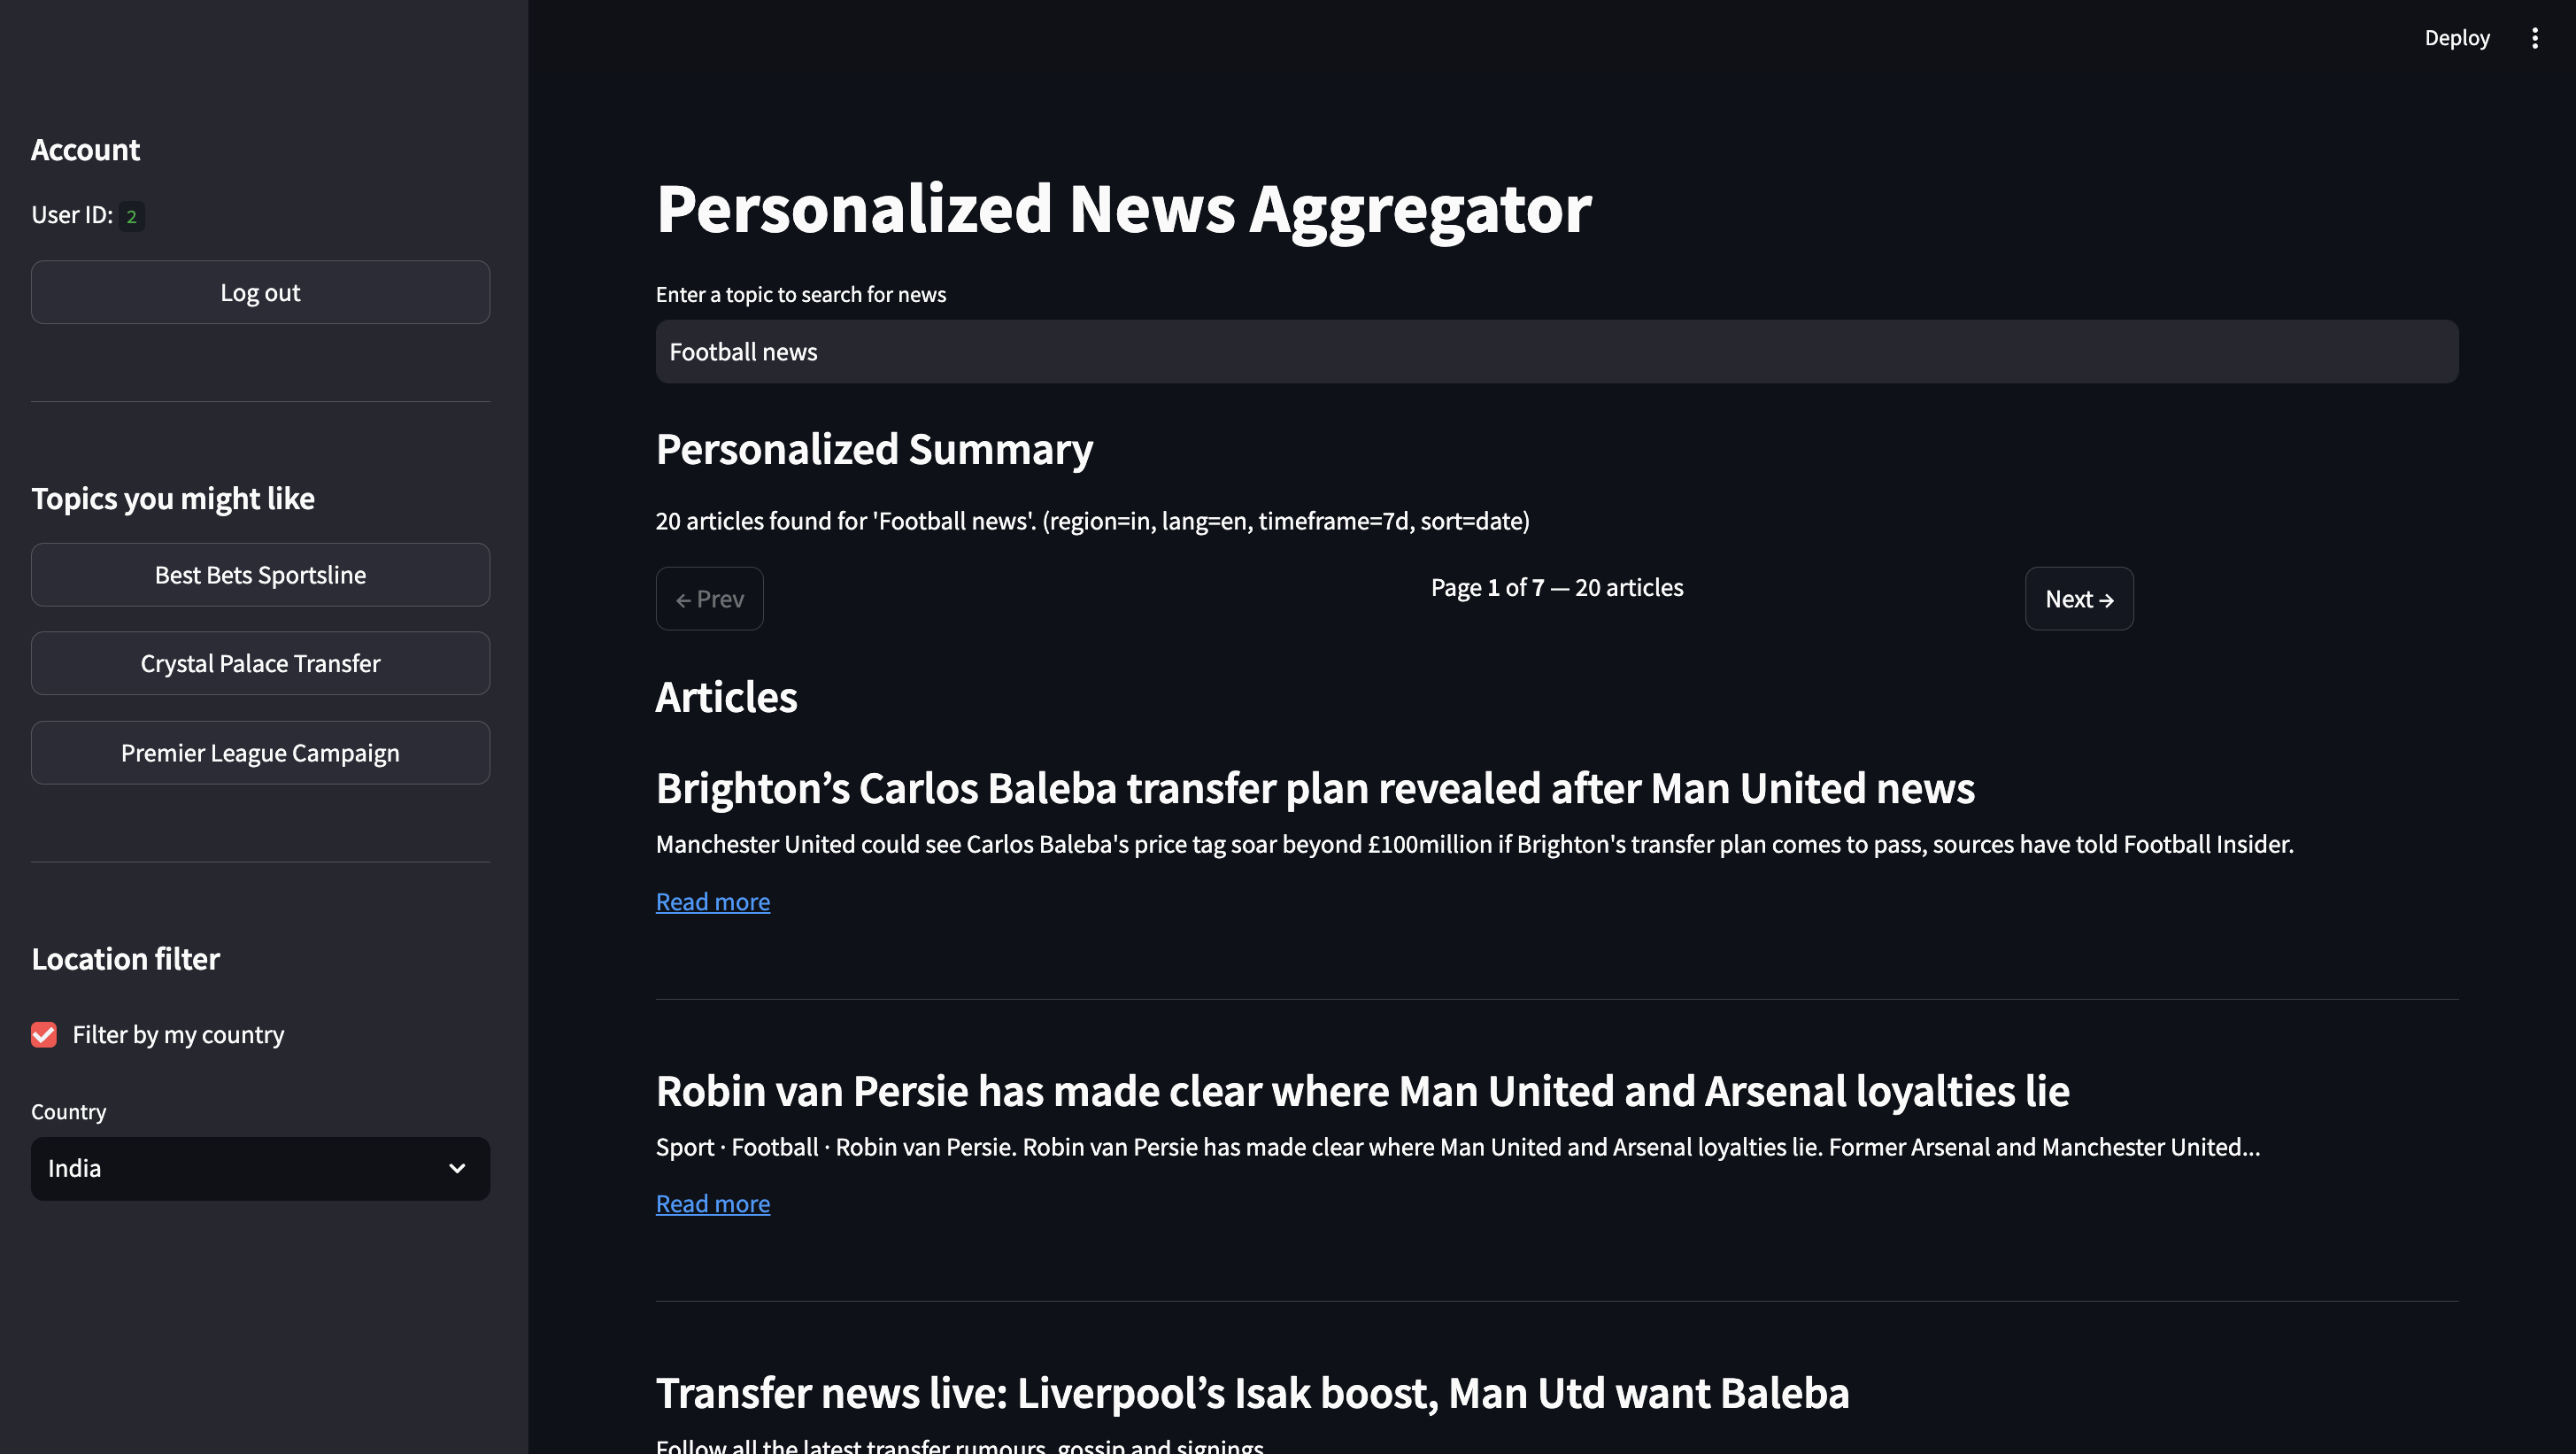 Deploy
Account
User ID: 2
Log out
Topics you might like
Best Bets Sportsline
Crystal Palace Transfer
Premier League Campaign
Location filter
Filter by my country
Country
India
Personalized News Aggregator
Enter a topic to search for news
Football news
Personalized Summary
20 articles found for 'Football news'. (region=in, lang=en, timeframe=7d, sort=date)
← Prev
Page 1 of 7 — 20 articles
Next →
Articles
Brighton’s Carlos Baleba transfer plan revealed after Man United news
Manchester United could see Carlos Baleba's price tag soar beyond £100million if Brighton's transfer plan comes to pass, sources have told Football Insider.
Read more
Robin van Persie has made clear where Man United and Arsenal loyalties lie
Sport · Football · Robin van Persie. Robin van Persie has made clear where Man United and Arsenal loyalties lie. Former Arsenal and Manchester United...
Read more
Transfer news live: Liverpool’s Isak boost, Man Utd want Baleba
Follow all the latest transfer rumours, gossip and signings